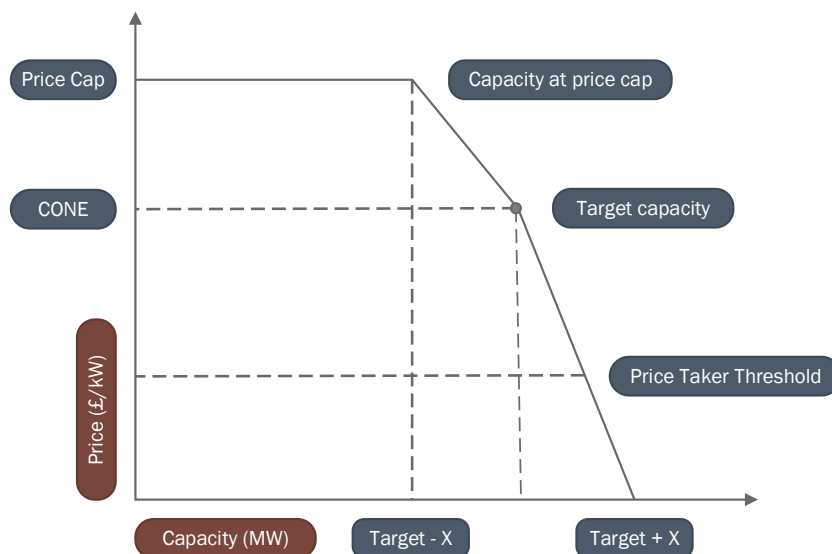 Price Cap
Capacity at price cap
CONE
Target capacity
Price (£/kW)
Price Taker Threshold
Capacity (MW)
Target - X
Target + X